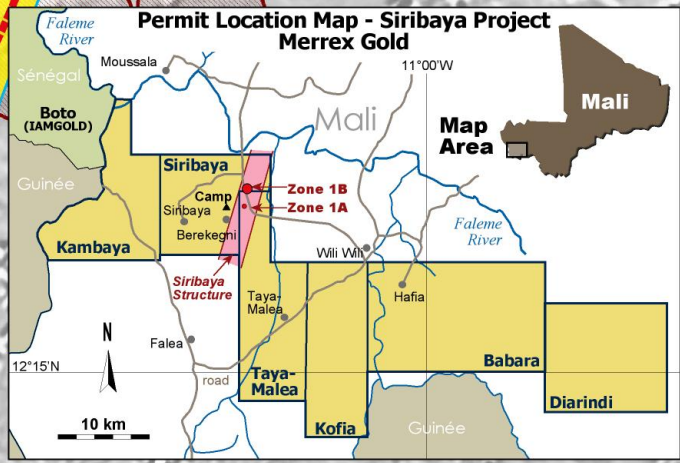 Permit Location Map - Siribaya Project
Merrex Gold
Faleme
River
Moussala
11°00'W
Sénégal
Mali
Mali
Boto
(IAMGOLD)
Map
Area
Siribaya
Guinée
Camp
Zone 1B
Zone 1A
Siribaya
Berekegni
Faleme
River
Kambaya
Wili Wili
Siribaya
Structure
Taya-
Malea
Hafia
N
Falea
12°15'N
road
Taya-
Malea
Babara
Diarindi
10 km
Kofia
Guinée